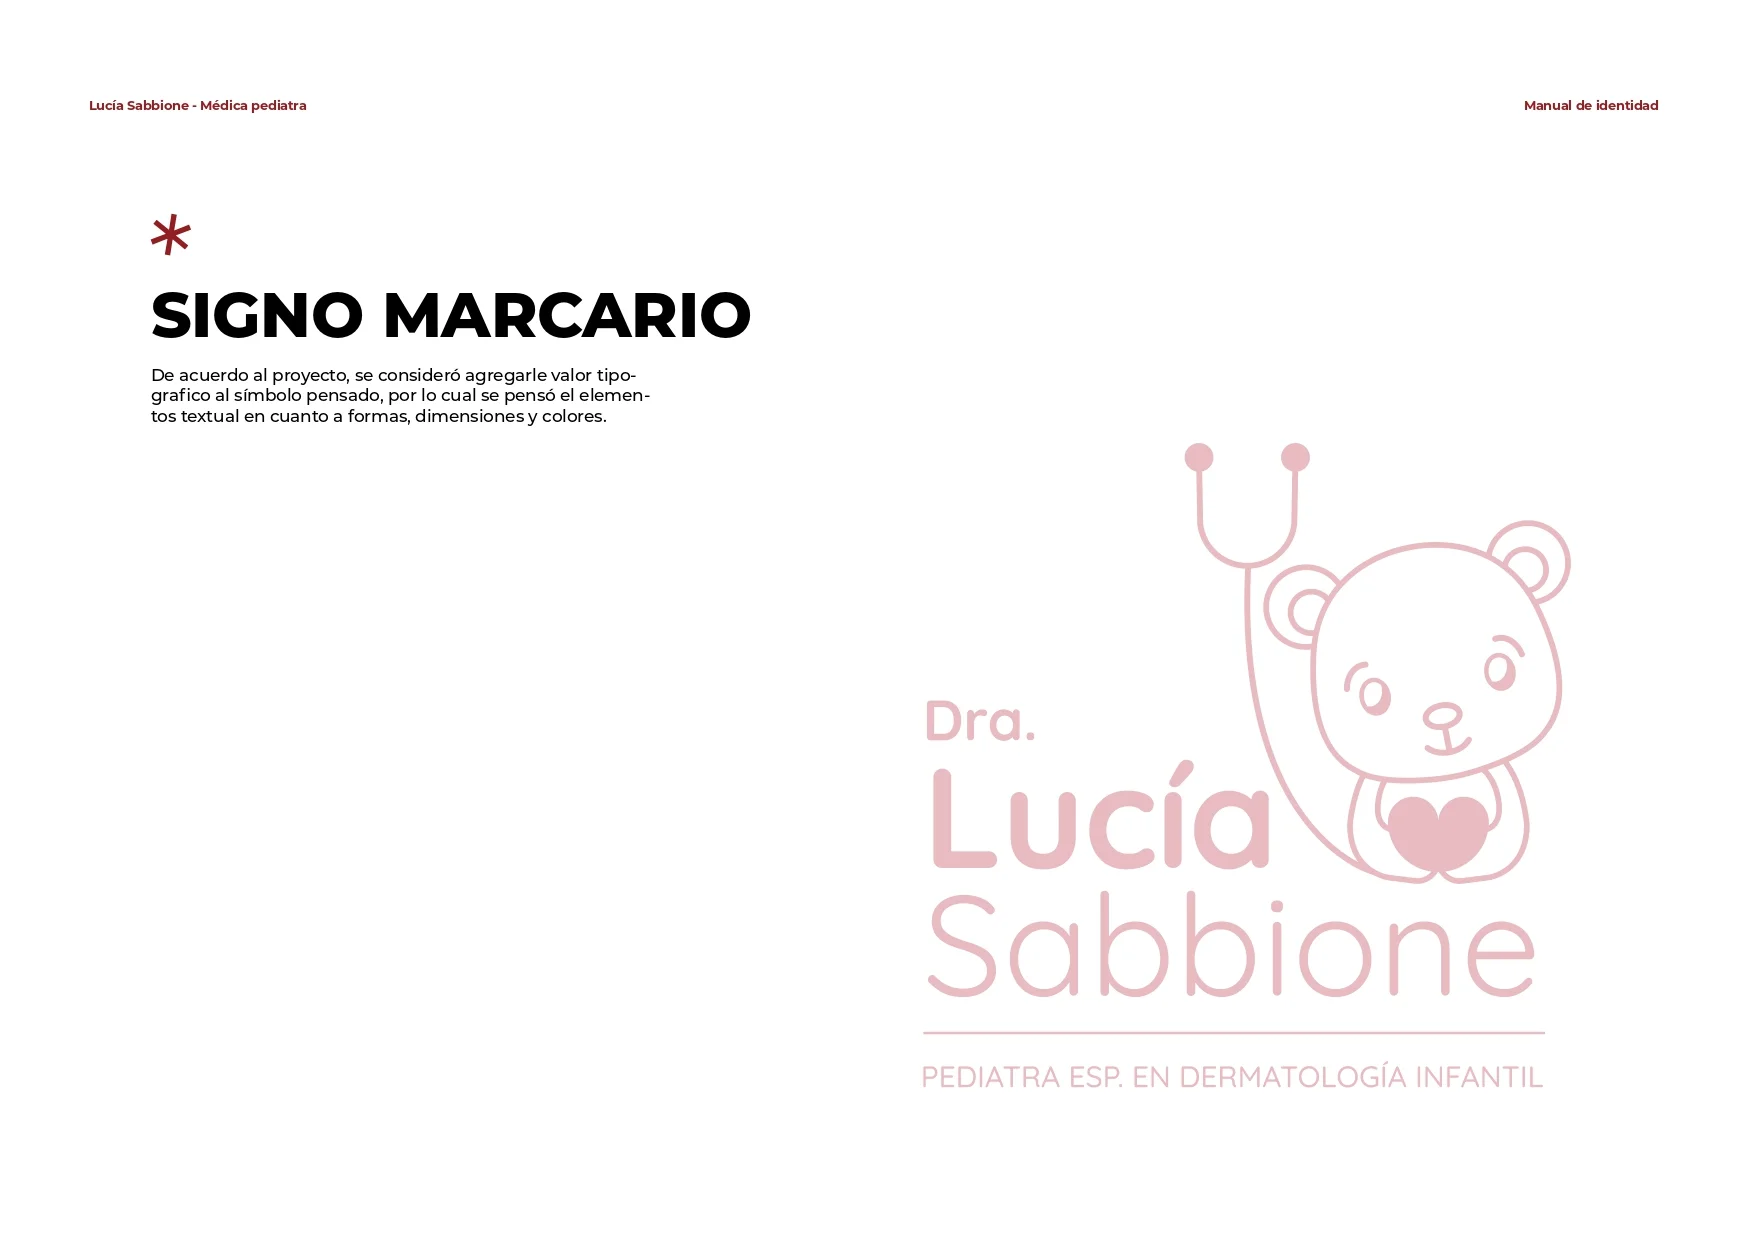 Lucía Sabbione - Médica pediatra
Manual de identidad
SIGNO MARCARIO
De acuerdo al proyecto, se consideró agregarle valor tipo-
grafico al símbolo pensado, por lo cual se pensó el elemen-
tos textual en cuanto a formas, dimensiones y colores.
Dra.
Lucía
Sabbione
PEDIATRA ESP. EN DERMATOLOGÍA INFANTIL